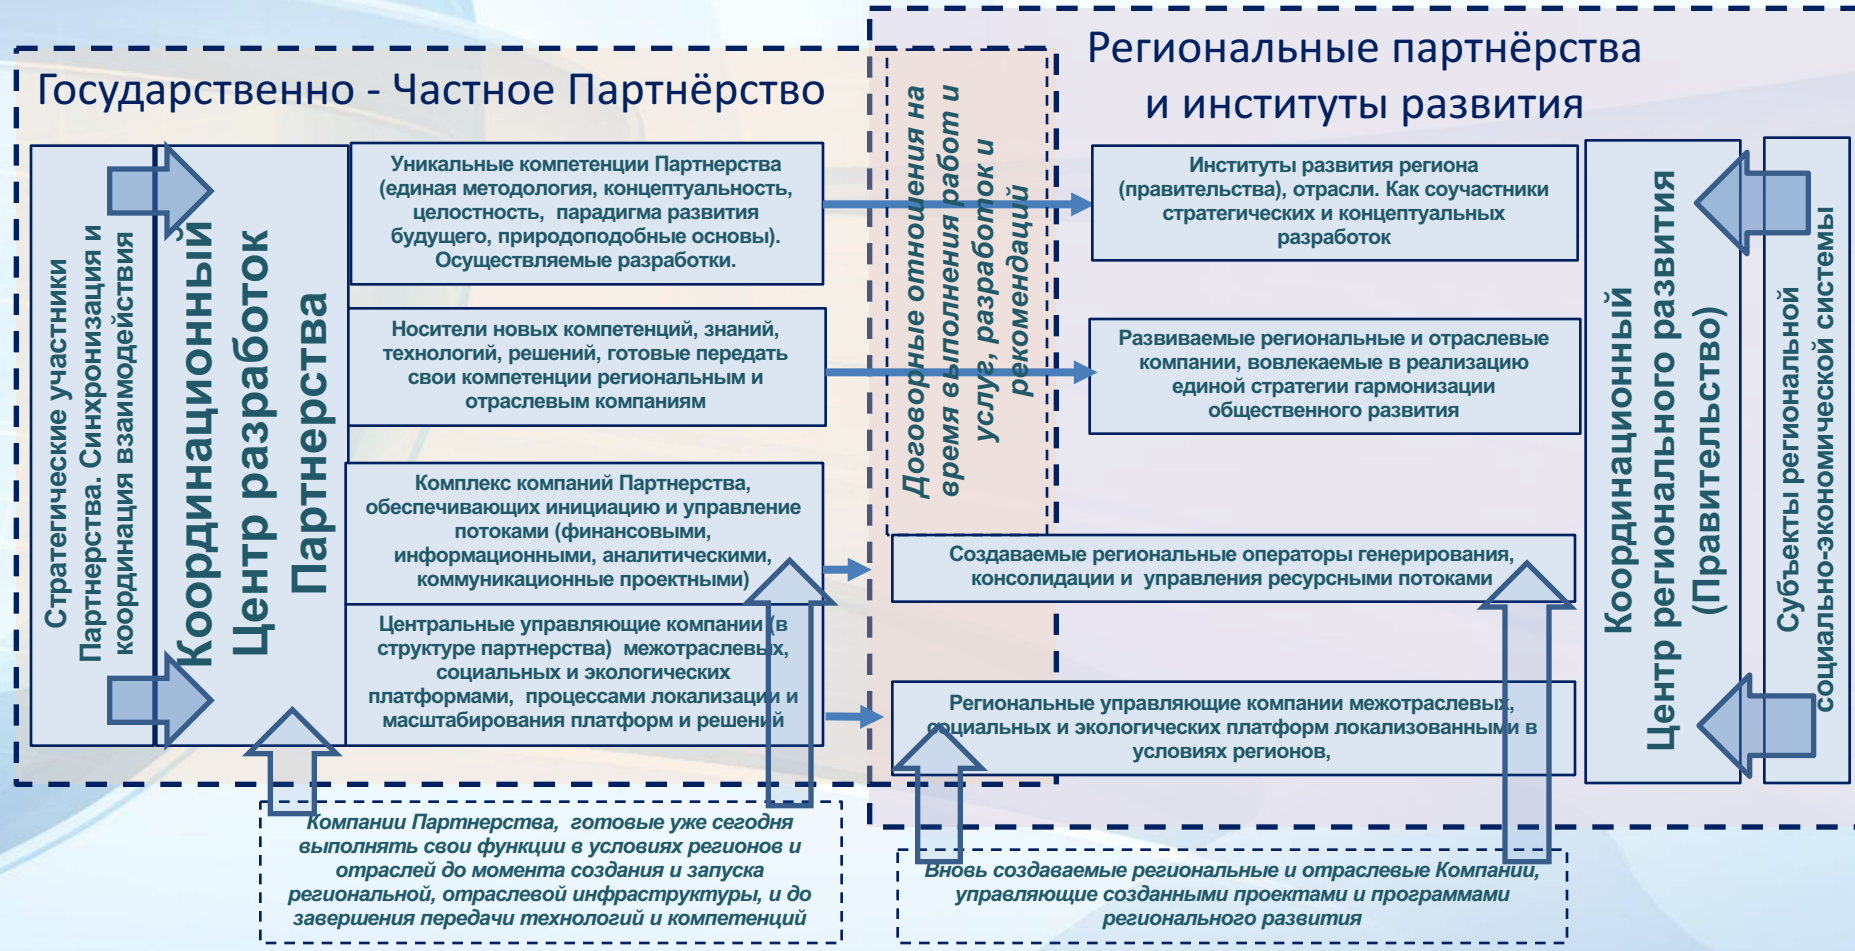 Государственно - Частное Партнёрство
Стратегические участники
Партнерства. Синхронизация и
координация взаимодействия
Координационный
Центр разработок
Партнерства
Уникальные компетенции Партнерства
(единая методология, концептуальность,
целостность, парадигма развития
будущего, природоподобные основы).
Осуществляемые разработки.
Носители новых компетенций, знаний,
технологий, решений, готовые передать
свои компетенции региональным и
отраслевым компаниям
Комплекс компаний Партнерства,
обеспечивающих инициацию и управление
потоками (финансовыми,
информационными, аналитическими,
коммуникационные проектными)
Центральные управляющие компании (в
структуре партнерства) межотраслевых,
социальных и экологических
платформами, процессами локализации и
масштабирования платформ и решений
Договорные отношения на
время выполнения работ и
услуг, разработок и
рекомендаций
Региональные партнёрства
и институты развития
Институты развития региона
(правительства), отрасли. Как соучастники
стратегических и концептуальных
разработок
Развиваемые региональные и отраслевые
компании, вовлекаемые в реализацию
единой стратегии гармонизации
общественного развития
Создаваемые региональные операторы генерирования,
консолидации и управления ресурсными потоками
Региональные управляющие компании межотраслевых,
социальных и экологических платформ локализованными в
условиях регионов,
Координационный
Центр регионального развития
(Правительство)
Субъекты региональной
социально-экономической системы
Компании Партнерства, готовые уже сегодня
выполнять свои функции в условиях регионов и
отраслей до момента создания и запуска
региональной, отраслевой инфраструктуры, и до
завершения передачи технологий и компетенций
Вновь создаваемые региональные и отраслевые Компании,
управляющие созданными проектами и программами
регионального развития